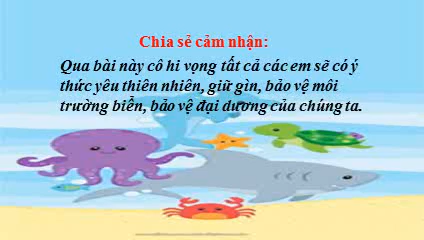 Chia sẻ cảm nhận:
Qua bài này cô hi vọng tất cả các em sẽ có ý
thức yêu thiên nhiên, giữ gìn, bảo vệ môi
trường biển, bảo vệ đại dương của chúng ta.